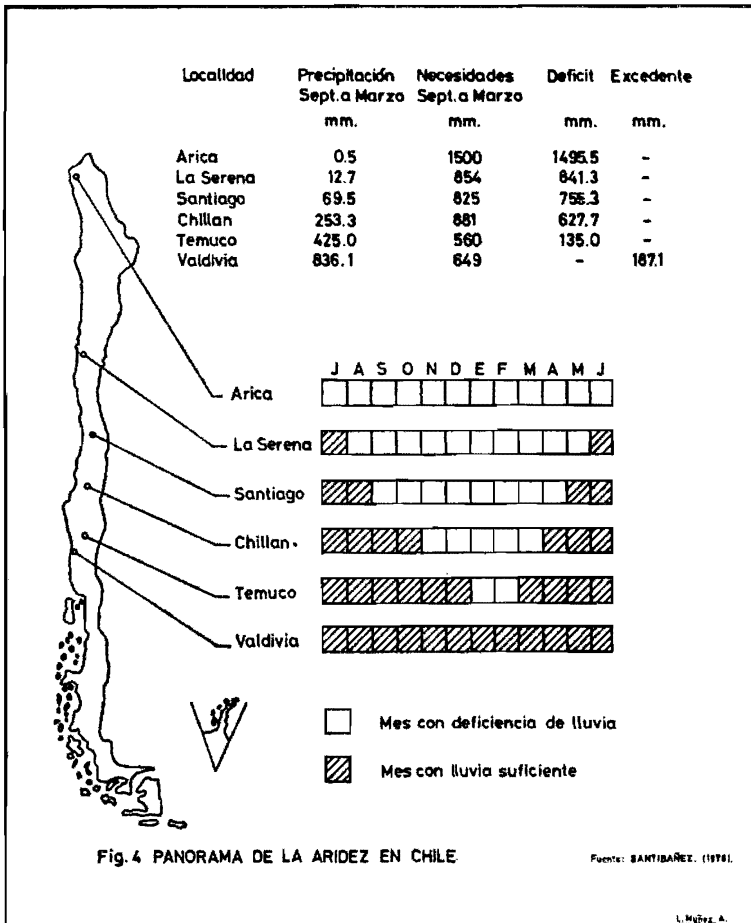 Localidad Precipitación Necesidades Deficit Excedente
Sept. a Marzo Sept. a Marzo
mm. mm. mm. mm.
Arica 0.5 1500 1495.5 -
La Serena 12.7 854 841.3 -
Santiago 69.5 825 755.3 -
Chillan 253.3 881 627.7 -
Temuco 425.0 560 135.0 -
Valdivia 836.1 649 - 187.1
J A S O N D E F M A M J
Arica
La Serena
Santiago
Chillan.
Temuco
Valdivia
Mes con deficiencia de lluvia
Mes con lluvia suficiente
Fig. 4 PANORAMA DE LA ARIDEZ EN CHILE.
Fuente: SANTIBAÑEZ.
L. Muñoz. A.